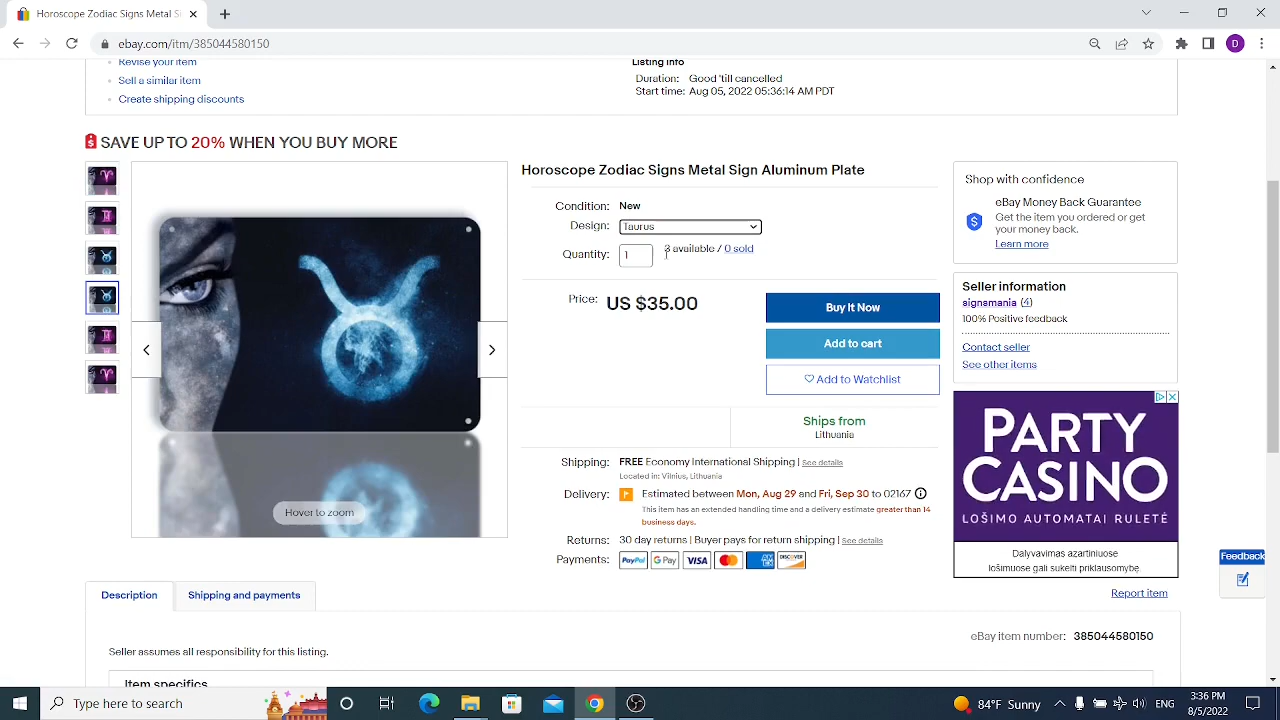 Horoscope Zodiac Signs Metal Si
ebay.com/itm/385044580150
D
Revise your item
Sell a similar item
Create shipping discounts
Listing info
Duration: Good 'till cancelled
Start time: Aug 05, 2022 05:36:14 AM PDT
SAVE UP TO 20% WHEN YOU BUY MORE
Hover to zoom
Horoscope Zodiac Signs Metal Sign Aluminum Plate
Condition: New
Design: Taurus
Quantity: 1 3 available / 0 sold
Price: US $35.00
Buy It Now
Add to cart
Add to Watchlist
Ships from
Lithuania
Shipping: FREE Economy International Shipping | See details
Located in: Vilnius, Lithuania
Delivery: Estimated between Mon, Aug 29 and Fri, Sep 30 to 02167
This item has an extended handling time and a delivery estimate greater than 14
business days.
Returns: 30 day returns | Buyer pays for return shipping | See details
Payments: PayPal G Pay VISA DISCOVER
Shop with confidence
eBay Money Back Guarantee
Get the item you ordered or get
your money back.
Learn more
Seller information
signsmania (4)
100% Positive feedback
Contact seller
See other items
PARTY
CASINO
LOŠIMO AUTOMATAI RULETĖ
Dalyvavimas azartiniuose
lošimuose gali sukelti priklausomybę.
Feedback
Report item
Description
Shipping and payments
eBay item number: 385044580150
Seller assumes all responsibility for this listing.
Item specifics
Type here to search
84°F Sunny
ENG
3:36 PM
8/5/2022